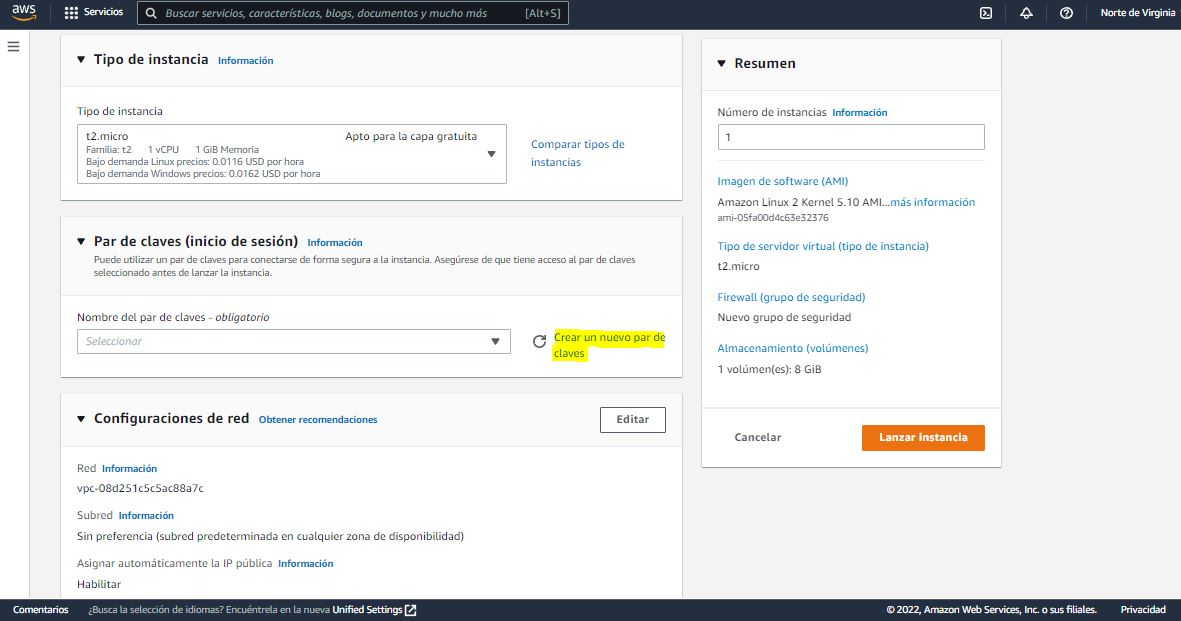 aws
Servicios
Buscar servicios, características, blogs, documentos y mucho más [Alt+S]
Norte de Virginia
Tipo de instancia Información
Tipo de instancia
t2.micro Apto para la capa gratuita
Familia: t2 1 vCPU 1 GiB Memoria
Bajo demanda Linux precios: 0.0116 USD por hora
Bajo demanda Windows precios: 0.0162 USD por hora
Comparar tipos de
instancias
Par de claves (inicio de sesión) Información
Puede utilizar un par de claves para conectarse de forma segura a la instancia. Asegúrese de que tiene acceso al par de claves
seleccionado antes de lanzar la instancia.
Nombre del par de claves - obligatorio
Seleccionar
Crear un nuevo par de
claves
Configuraciones de red Obtener recomendaciones
Editar
Red Información
vpc-08d251c5c5ac88a7c
Subred Información
Sin preferencia (subred predeterminada en cualquier zona de disponibilidad)
Asignar automáticamente la IP pública Información
Habilitar
Resumen
Número de instancias Información
1
Imagen de software (AMI)
Amazon Linux 2 Kernel 5.10 AMI...más información
ami-05fa00d4c63e32376
Tipo de servidor virtual (tipo de instancia)
t2.micro
Firewall (grupo de seguridad)
Nuevo grupo de seguridad
Almacenamiento (volúmenes)
1 volúmen(es): 8 GiB
Cancelar
Lanzar instancia
Comentarios
¿Busca la selección de idiomas? Encuéntrela en la nueva Unified Settings
© 2022, Amazon Web Services, Inc. o sus filiales.
Privacidad